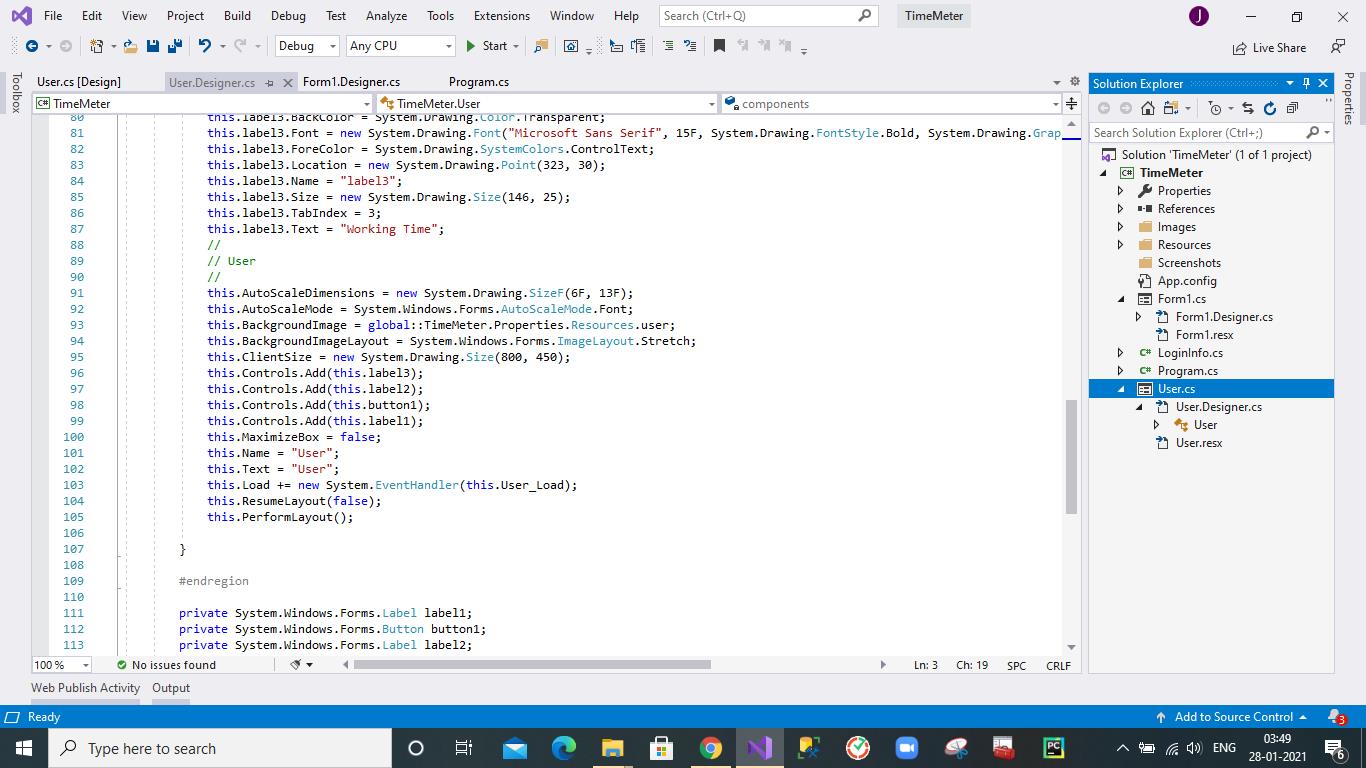 File Edit View Project Build Debug Test Analyze Tools Extensions Window Help Search (Ctrl+Q) TimeMeter J
Debug Any CPU Start Live Share
Toolbox
User.cs [Design] User.Designer.cs Form1.Designer.cs Program.cs
C# TimeMeter TimeMeter.User components
80 this.label3.BackColor = System.Drawing.Color.Transparent;
81 this.label3.Font = new System.Drawing.Font("Microsoft Sans Serif", 15F, System.Drawing.FontStyle.Bold, System.Drawing.Grap
82 this.label3.ForeColor = System.Drawing.SystemColors.ControlText;
83 this.label3.Location = new System.Drawing.Point(323, 30);
84 this.label3.Name = "label3";
85 this.label3.Size = new System.Drawing.Size(146, 25);
86 this.label3.TabIndex = 3;
87 this.label3.Text = "Working Time";
88 //
89 // User
90 //
91 this.AutoScaleDimensions = new System.Drawing.SizeF(6F, 13F);
92 this.AutoScaleMode = System.Windows.Forms.AutoScaleMode.Font;
93 this.BackgroundImage = global::TimeMeter.Properties.Resources.user;
94 this.BackgroundImageLayout = System.Windows.Forms.ImageLayout.Stretch;
95 this.ClientSize = new System.Drawing.Size(800, 450);
96 this.Controls.Add(this.label3);
97 this.Controls.Add(this.label2);
98 this.Controls.Add(this.button1);
99 this.Controls.Add(this.label1);
100 this.MaximizeBox = false;
101 this.Name = "User";
102 this.Text = "User";
103 this.Load += new System.EventHandler(this.User_Load);
104 this.ResumeLayout(false);
105 this.PerformLayout();
106
107 }
108
109 #endregion
110
111 private System.Windows.Forms.Label label1;
112 private System.Windows.Forms.Button button1;
113 private System.Windows.Forms.Label label2;
100 % No issues found Ln: 3 Ch: 19 SPC CRLF
Solution Explorer
Search Solution Explorer (Ctrl+;)
Solution 'TimeMeter' (1 of 1 project)
C# TimeMeter
Properties
References
Images
Resources
Screenshots
App.config
Form1.cs
Form1.Designer.cs
Form1.resx
C# LoginInfo.cs
C# Program.cs
User.cs
User.Designer.cs
User
User.resx
Properties
Web Publish Activity Output
Ready Add to Source Control 3
Type here to search PC ENG 03:49
28-01-2021 6